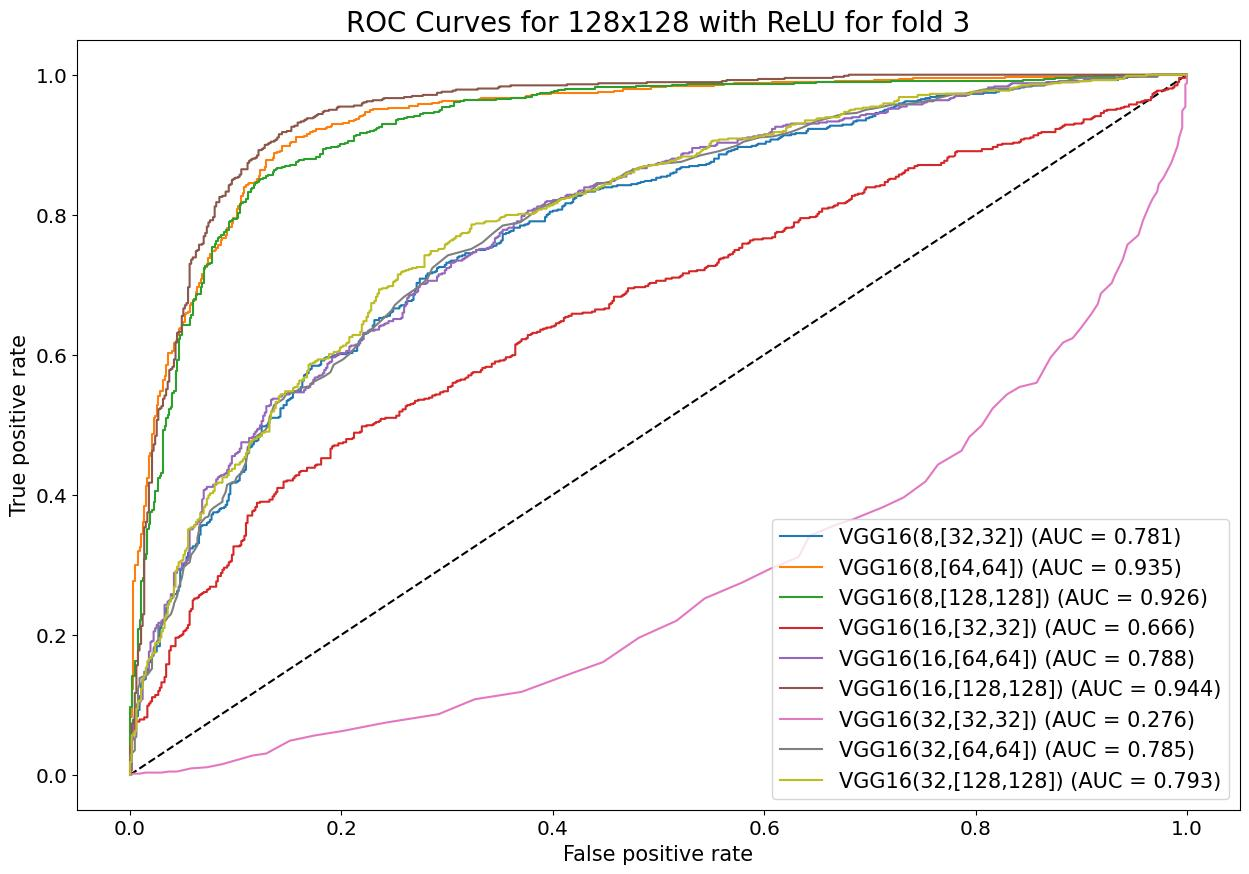 ROC Curves for 128x128 with ReLU for fold 3
True positive rate
1.0
0.8
0.6
0.4
0.2
0.0
VGG16(8,[32,32]) (AUC = 0.781)
VGG16(8,[64,64]) (AUC = 0.935)
VGG16(8,[128,128]) (AUC = 0.926)
VGG16(16,[32,32]) (AUC = 0.666)
VGG16(16,[64,64]) (AUC = 0.788)
VGG16(16,[128,128]) (AUC = 0.944)
VGG16(32,[32,32]) (AUC = 0.276)
VGG16(32,[64,64]) (AUC = 0.785)
VGG16(32,[128,128]) (AUC = 0.793)
0.0 0.2 0.4 0.6 0.8 1.0
False positive rate